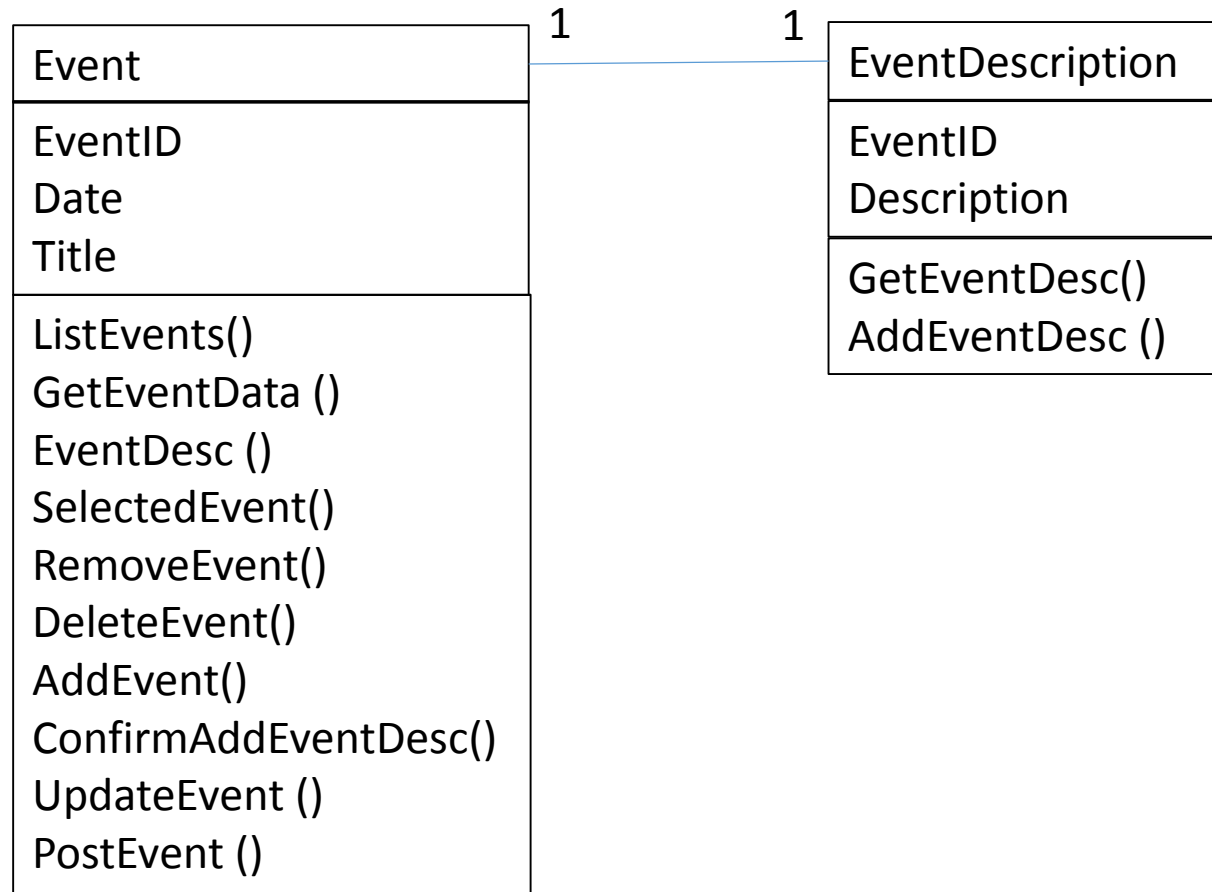 1 1
Event
EventID
Date
Title
ListEvents()
GetEventData ()
EventDesc ()
SelectedEvent()
RemoveEvent()
DeleteEvent()
AddEvent()
ConfirmAddEventDesc()
UpdateEvent ()
PostEvent ()
EventDescription
EventID
Description
GetEventDesc()
AddEventDesc ()